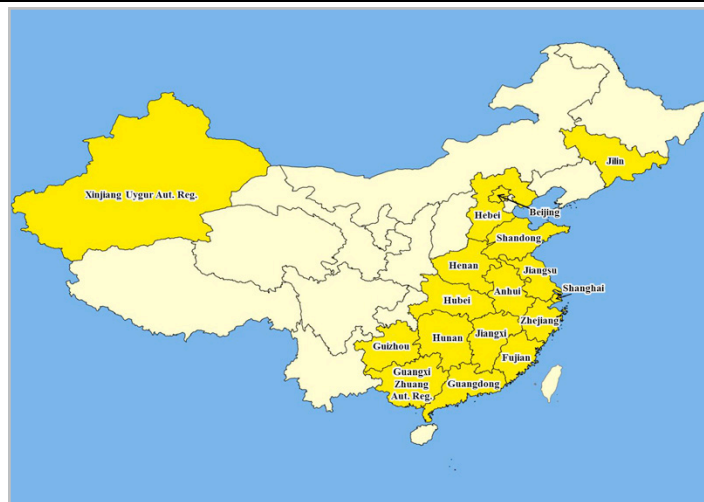 Jilin
Xinjiang Uygur Aut. Reg.
Beijing
Hebei
Shandong
Henan
Jiangsu
Shanghai
Anhui
Hubei
Zhejiang
Jiangxi
Hunan
Guizhou
Fujian
Guangxi
Zhuang
Aut. Reg.
Guangdong